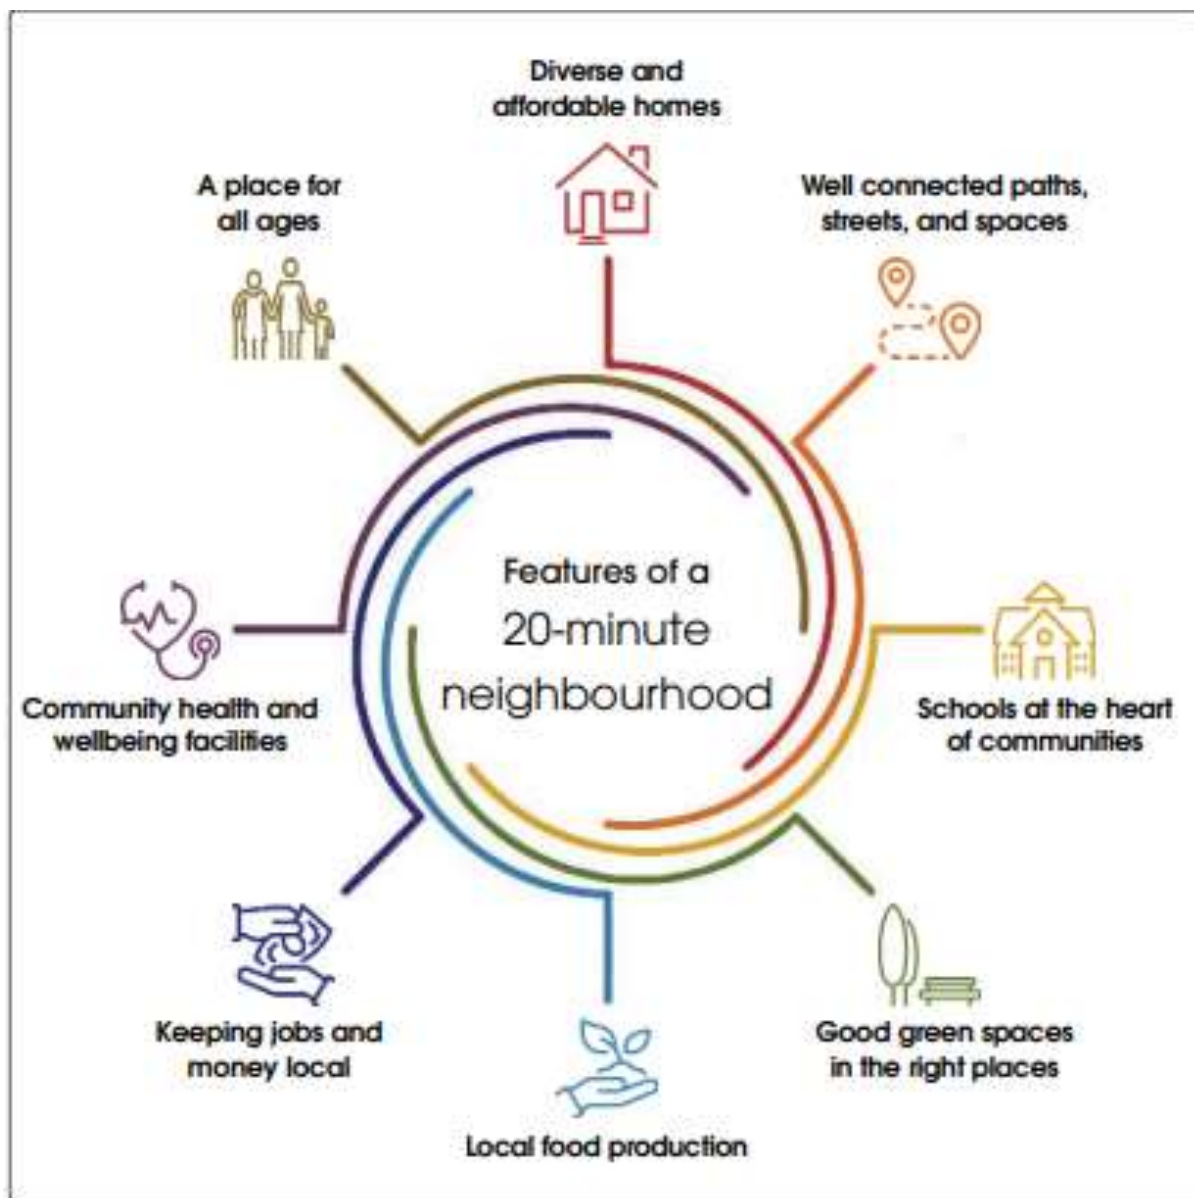 Diverse and
affordable homes
Well connected paths,
streets, and spaces
Schools at the heart
of communities
Good green spaces
in the right places
Local food production
Keeping jobs and
money local
Community health and
wellbeing facilities
A place for
all ages
Features of a
20-minute
neighbourhood